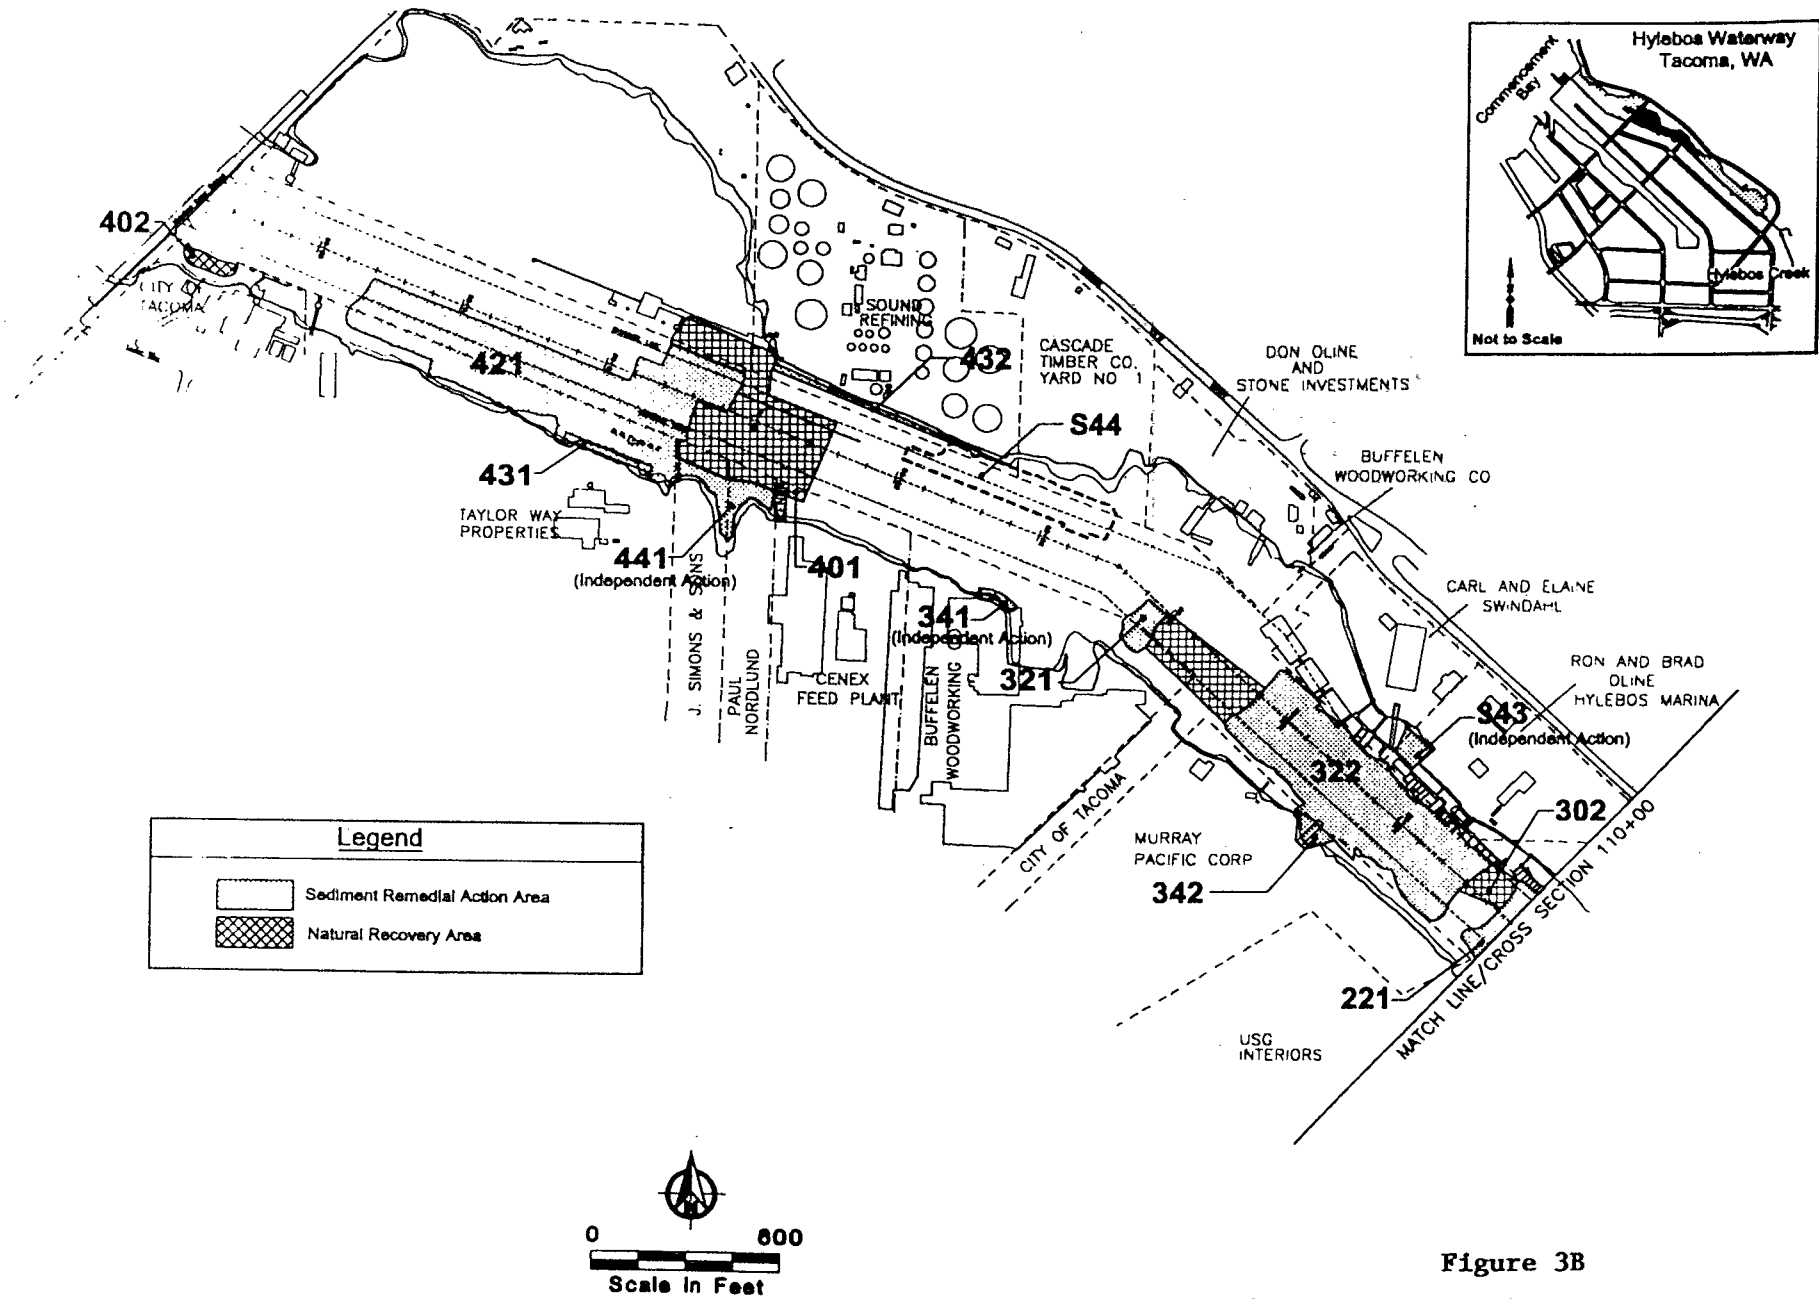 Hylebos Waterway
Tacoma, WA
Commencement
Bay
Hylebos Creek
Not to Scale
402
CITY OF
TACOMA
SOUND
REFINING
421
432
CASCADE
TIMBER CO.
YARD NO 1
DON OLINE
AND
STONE INVESTMENTS
S44
BUFFELEN
WOODWORKING CO
431
TAYLOR WAY
PROPERTIES
441
(Independent Action)
J. SIMONS & SONS
PAUL
NORDLUND
401
CENEX
FEED PLANT
341
(Independent Action)
BUFFELEN
WOODWORKING
321
CARL AND ELAINE
SWINDAHL
RON AND BRAD
OLINE
HYLEBOS MARINA
343
(Independent Action)
322
302
CITY OF TACOMA
MURRAY
PACIFIC CORP
342
221
MATCH LINE/CROSS SECTION 110+00
USG
INTERIORS
Legend
Sediment Remedial Action Area
Natural Recovery Area
N
0 600
Scale In Feet
Figure 3B